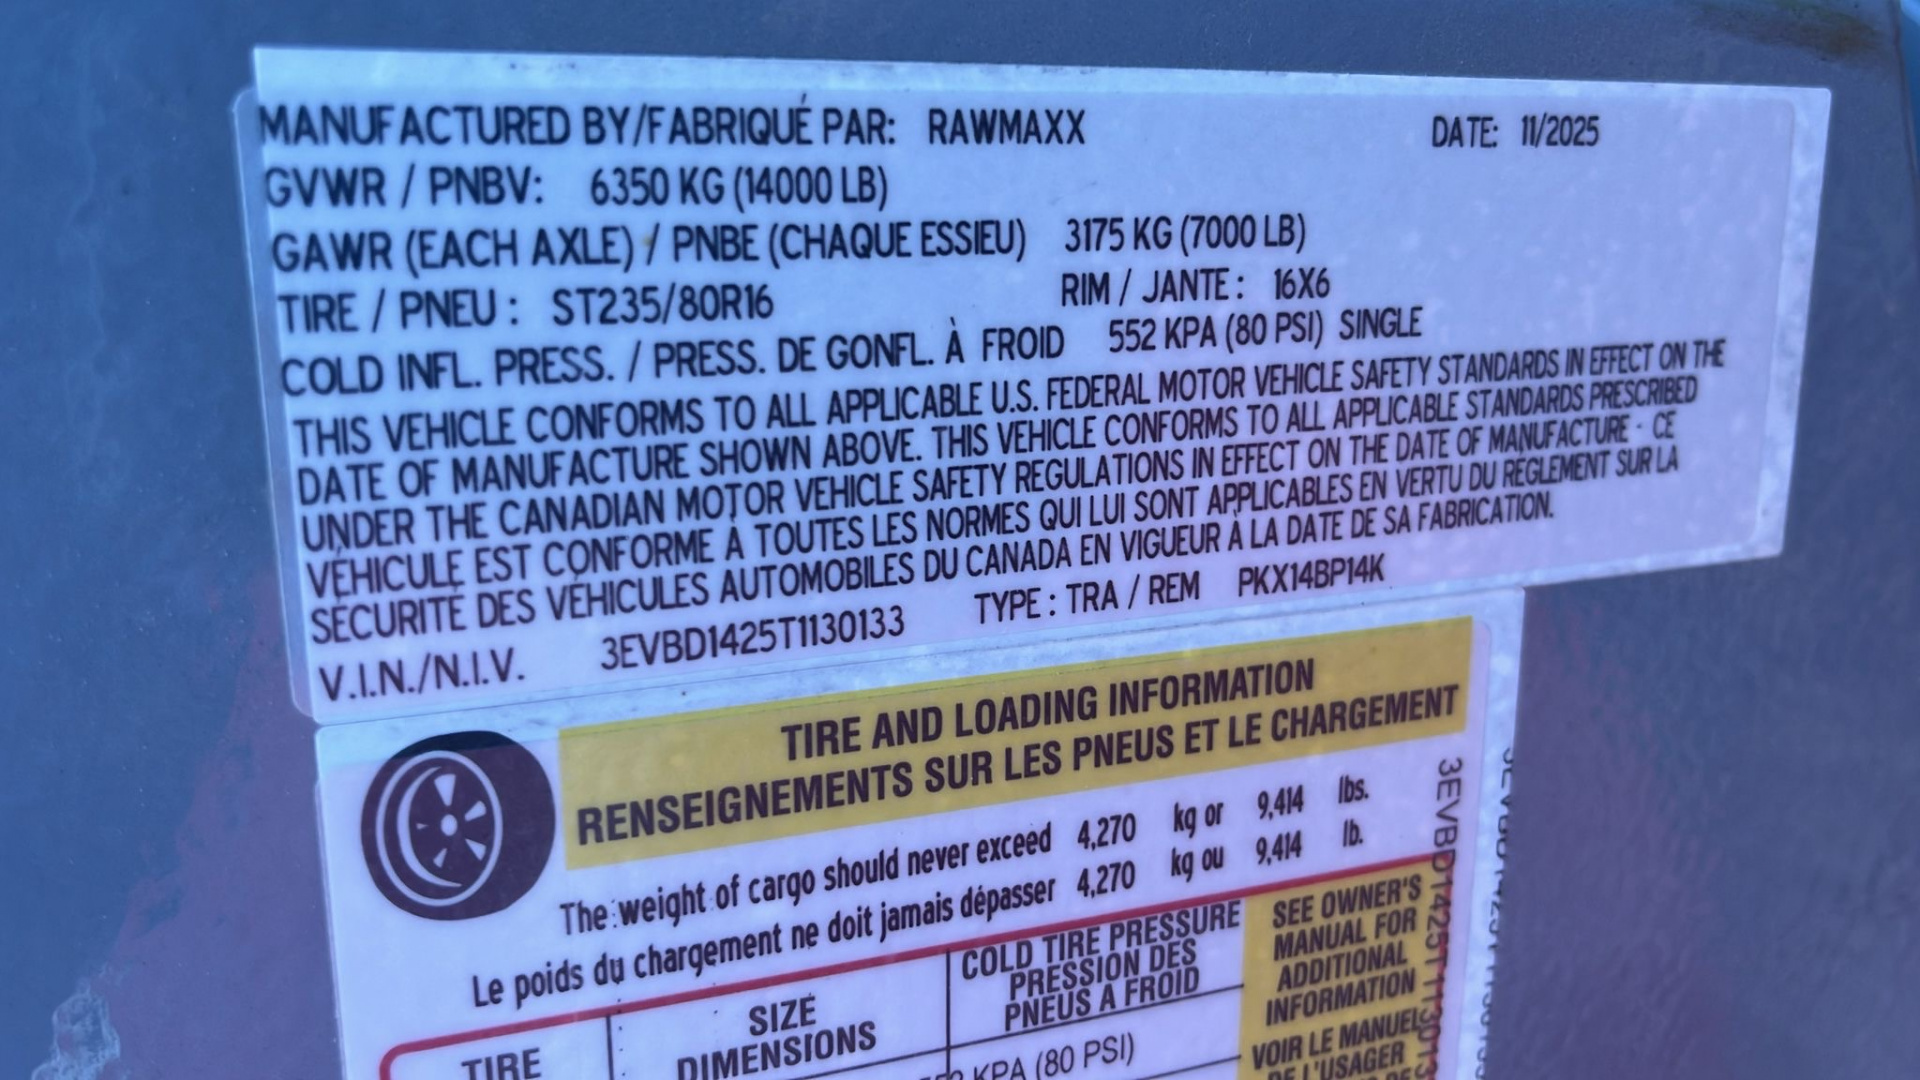 MANUFACTURED BY/FABRIQUÉ PAR: RAWMAXX DATE: 11/2025
GVWR / PNBV: 6350 KG (14000 LB)
GAWR (EACH AXLE) / PNBE (CHAQUE ESSIEU) 3175 KG (7000 LB)
TIRE / PNEU : ST235/80R16 RIM / JANTE : 16X6
COLD INFL. PRESS. / PRESS. DE GONFL. À FROID 552 KPA (80 PSI) SINGLE
THIS VEHICLE CONFORMS TO ALL APPLICABLE U.S. FEDERAL MOTOR VEHICLE SAFETY STANDARDS IN EFFECT ON THE
DATE OF MANUFACTURE SHOWN ABOVE. THIS VEHICLE CONFORMS TO ALL APPLICABLE STANDARDS PRESCRIBED
UNDER THE CANADIAN MOTOR VEHICLE SAFETY REGULATIONS IN EFFECT ON THE DATE OF MANUFACTURE - CE
VÉHICULE EST CONFORME À TOUTES LES NORMES QUI LUI SONT APPLICABLES EN VERTU DU RÈGLEMENT SUR LA
SÉCURITÉ DES VÉHICULES AUTOMOBILES DU CANADA EN VIGUEUR À LA DATE DE SA FABRICATION.
V.I.N./N.I.V. 3EVBD1425T1130133 TYPE : TRA / REM PKX14BP14K
TIRE AND LOADING INFORMATION
RENSEIGNEMENTS SUR LES PNEUS ET LE CHARGEMENT
The weight of cargo should never exceed 4,270 kg or 9,414 lbs.
Le poids du chargement ne doit jamais dépasser 4,270 kg ou 9,414 lb.
TIRE
SIZE
DIMENSIONS
COLD TIRE PRESSURE
PRESSION DES
PNEUS A FROID
KPA (80 PSI)
SEE OWNER'S
MANUAL FOR
ADDITIONAL
INFORMATION
VOIR LE MANUEL
DE L'USAGER
3EVBD1425T113013